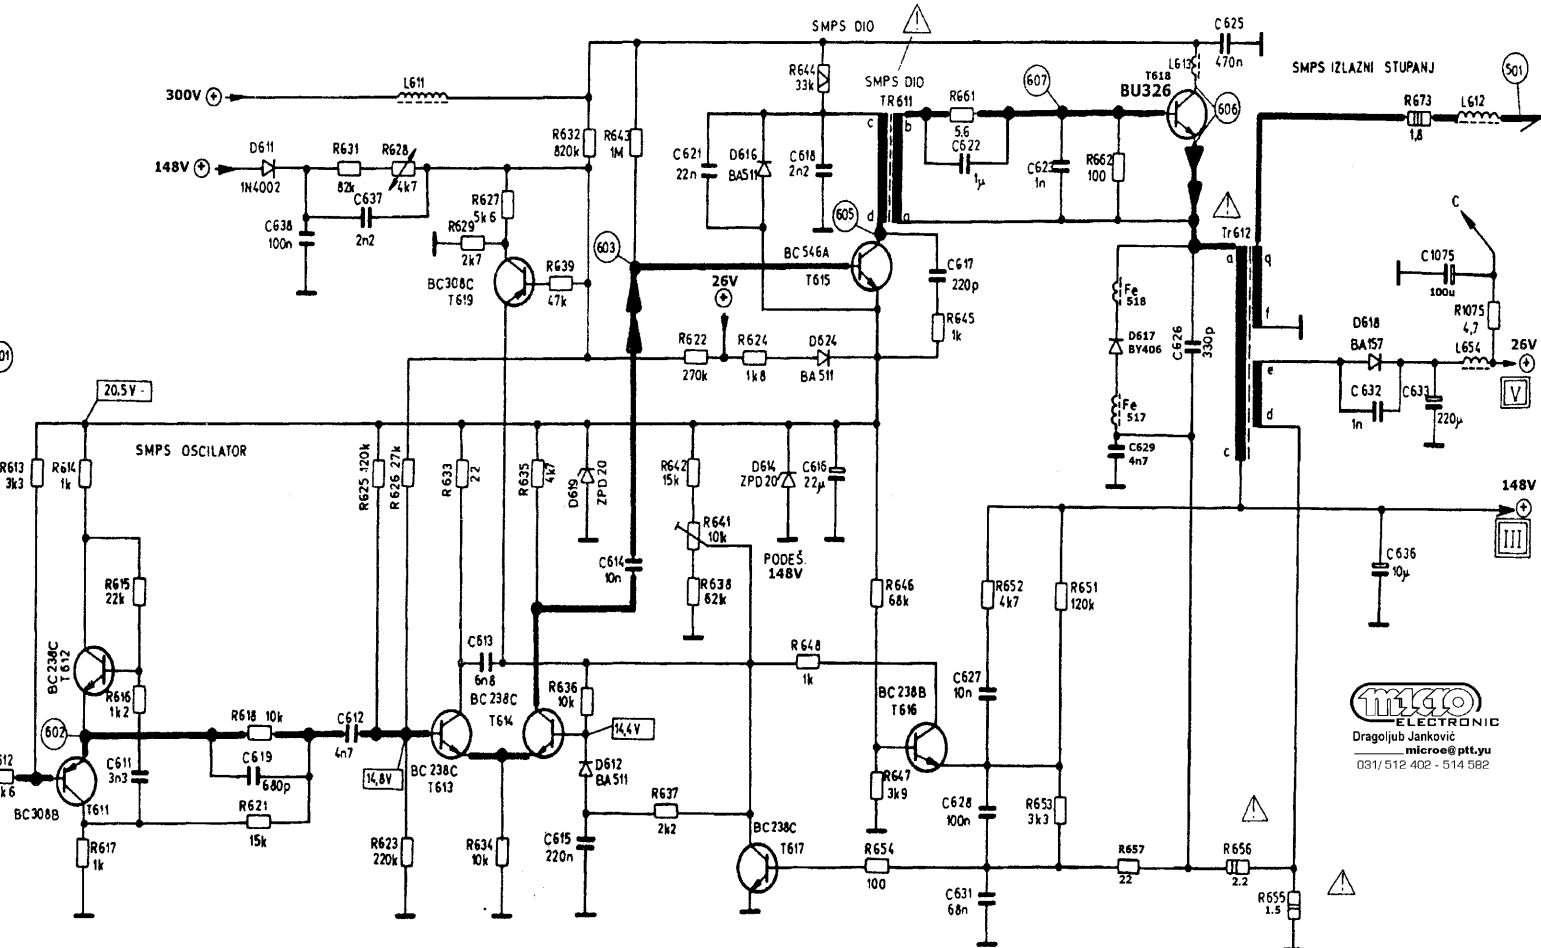 SMPS DIO
C 625
470n
SMPS IZLAZNI STUPANJ
501
L611
300V
R644
33k
SMPS DIO
TR 611
607
L613
T618
BU326
606
R661
5.6
C622
1µ
R673
1,8
L612
R632
820k
R643
1M
D611
1N4002
R631
82k
R628
4k7
148V
C637
2n2
C638
100n
R627
5k6
R629
2k7
C621
22n
D616
BA511
C618
2n2
c
b
d
a
C623
1n
R662
100
605
603
BC308C
T619
R639
47k
BC546A
T615
C617
220p
R645
1k
26V
Tr612
a
q
f
e
d
c
C
C1075
100u
R1075
4,7
Fe
518
D617
BY406
C626
330p
Fe
517
C629
4n7
D618
BA157
L654
26V
V
C632
1n
C633
220µ
R622
270k
R624
1k8
D624
BA511
20,5V-
SMPS OSCILATOR
R613
3k3
R614
1k
R625 120k
R626 27k
R633
22
R635
4k7
D619
ZPD20
R642
15k
D614
ZPD20
C616
22µ
148V
III
R641
10k
PODEŠ.
148V
C614
10n
R638
62k
R646
68k
R652
4k7
R651
120k
C636
10µ
R615
22k
BC238C
T612
R616
1k2
C613
6n8
R648
1k
C627
10n
R636
10k
BC238C
T614
BC238B
T616
14,4V
602
R618 10k
C612
4n7
C619
680p
C611
3n3
R621
15k
14,8V
BC238C
T613
D612
BA511
R637
2k2
R647
3k9
C628
100n
R653
3k3
612
k6
BC308B
T611
R617
1k
R623
220k
R634
10k
C615
220n
BC238C
T617
R654
100
R657
22
R656
2.2
C631
68n
R655
1.5
micro
ELECTRONIC
Dragoljub Janković
microe@ptt.yu
031/ 512 402 - 514 582